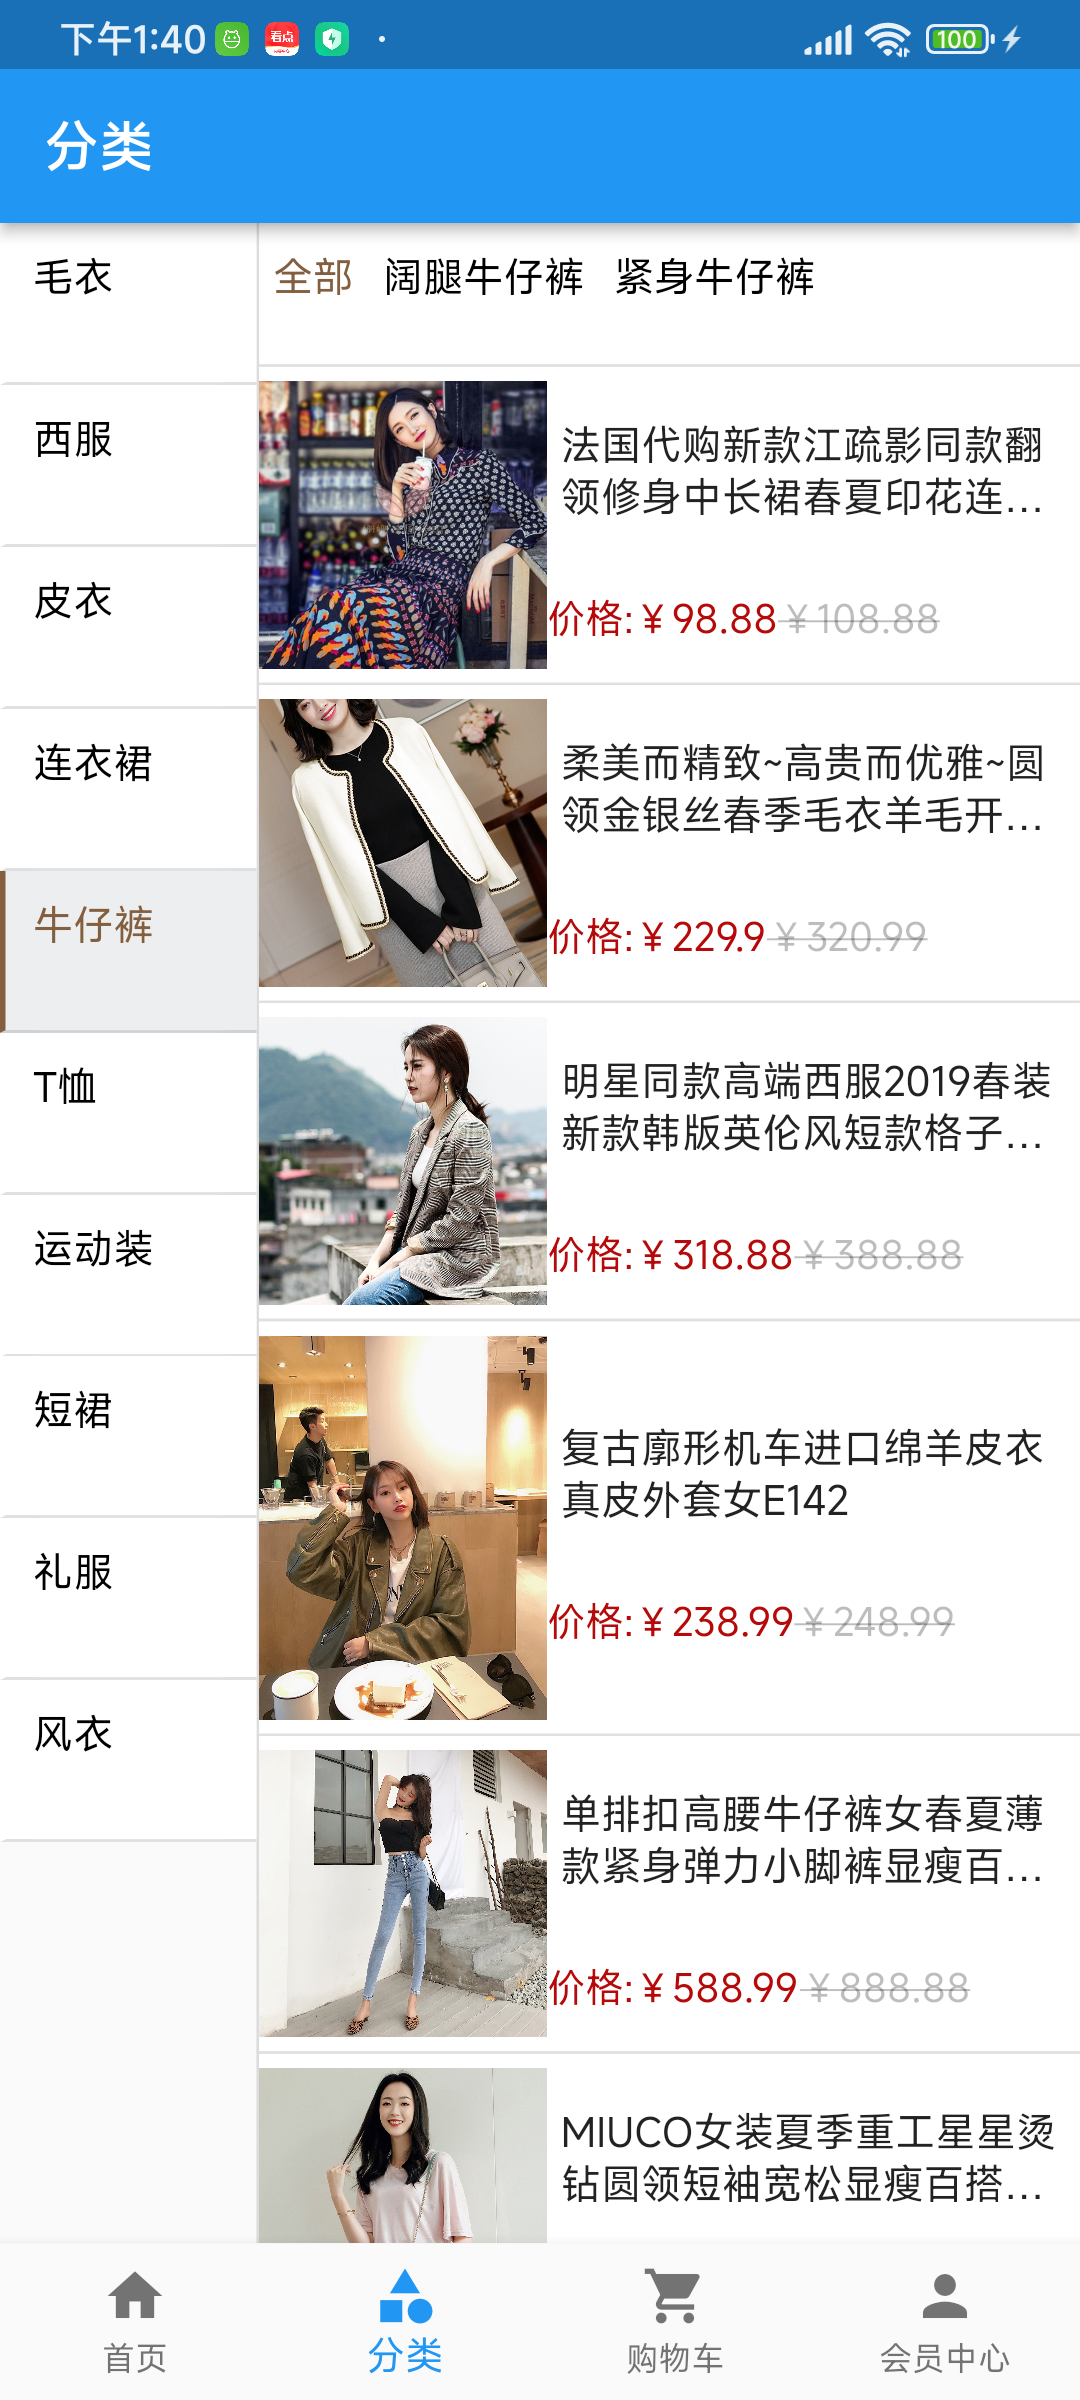 下午1:40
看点
100
分类
毛衣
西服
皮衣
连衣裙
牛仔裤
T恤
运动装
短裙
礼服
风衣
全部 阔腿牛仔裤 紧身牛仔裤
法国代购新款江疏影同款翻
领修身中长裙春夏印花连...
价格:￥98.88 ￥108.88
柔美而精致~高贵而优雅~圆
领金银丝春季毛衣羊毛开...
价格:￥229.9 ￥320.99
明星同款高端西服2019春装
新款韩版英伦风短款格子...
价格:￥318.88 ￥388.88
复古廓形机车进口绵羊皮衣
真皮外套女E142
价格:￥238.99 ￥248.99
单排扣高腰牛仔裤女春夏薄
款紧身弹力小脚裤显瘦百...
价格:￥588.99 ￥888.88
MIUCO女装夏季重工星星烫
钻圆领短袖宽松显瘦百搭...
首页
分类
购物车
会员中心